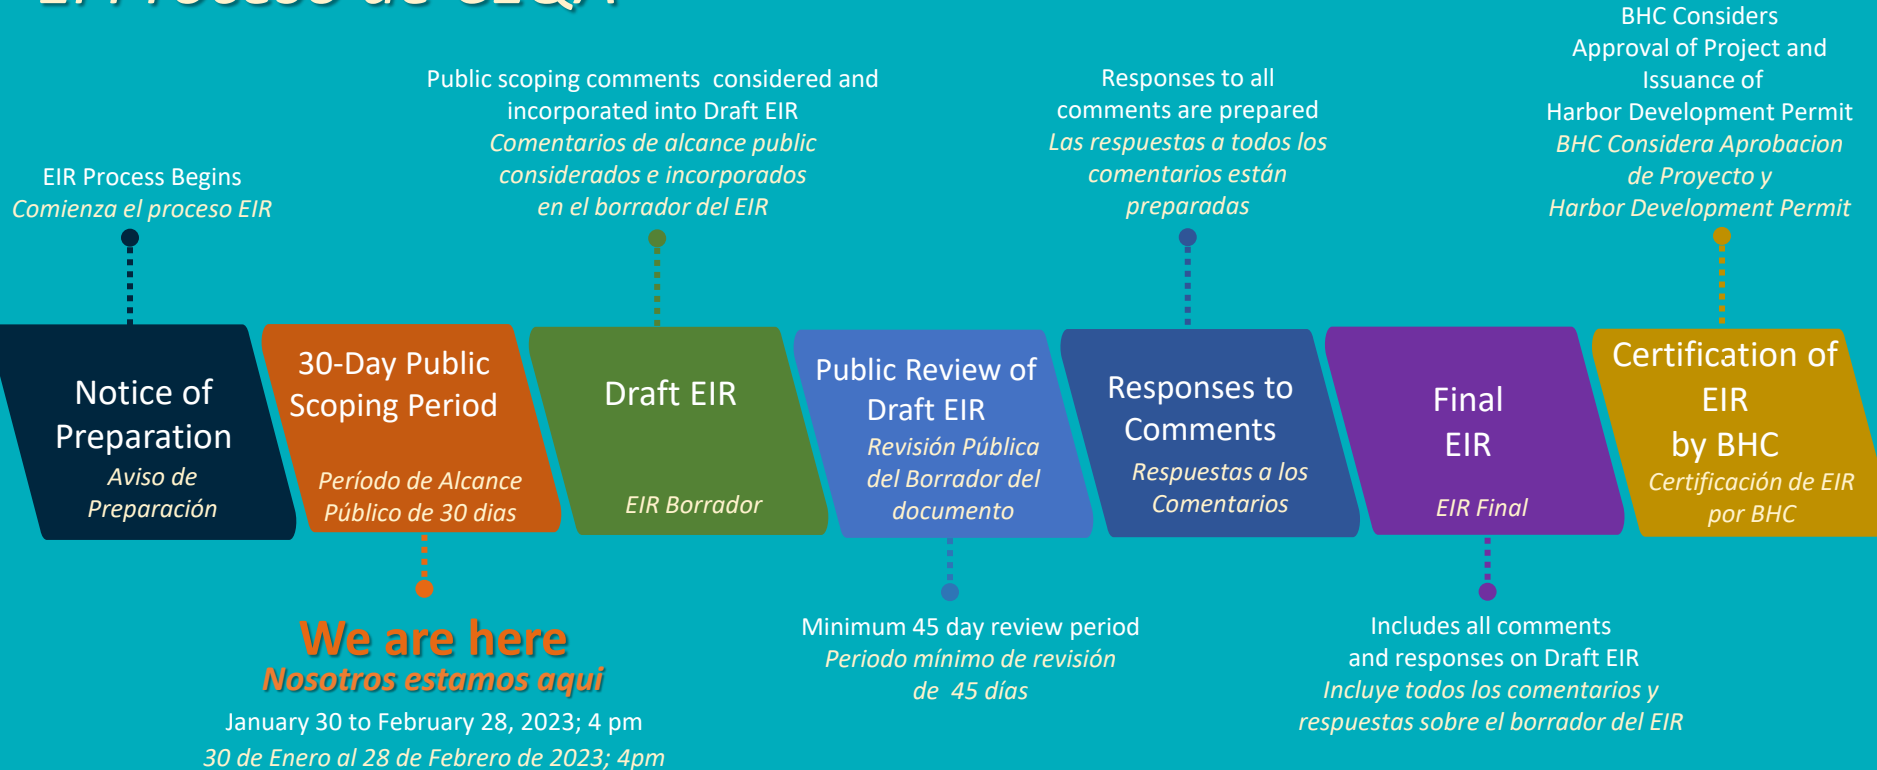 El Proceso de CEQA
EIR Process Begins
Comienza el proceso EIR
Public scoping comments considered and
incorporated into Draft EIR
Comentarios de alcance public
considerados e incorporados
en el borrador del EIR
Responses to all
comments are prepared
Las respuestas a todos los
comentarios están
preparadas
BHC Considers
Approval of Project and
Issuance of
Harbor Development Permit
BHC Considera Aprobacion
de Proyecto y
Harbor Development Permit
Notice of
Preparation
Aviso de
Preparación
30-Day Public
Scoping Period
Período de Alcance
Público de 30 dias
Draft EIR
EIR Borrador
Public Review of
Draft EIR
Revisión Pública
del Borrador del
documento
Responses to
Comments
Respuestas a los
Comentarios
Final
EIR
EIR Final
Certification of
EIR
by BHC
Certificación de EIR
por BHC
We are here
Nosotros estamos aqui
January 30 to February 28, 2023; 4 pm
30 de Enero al 28 de Febrero de 2023; 4pm
Minimum 45 day review period
Periodo mínimo de revisión
de 45 días
Includes all comments
and responses on Draft EIR
Incluye todos los comentarios y
respuestas sobre el borrador del EIR